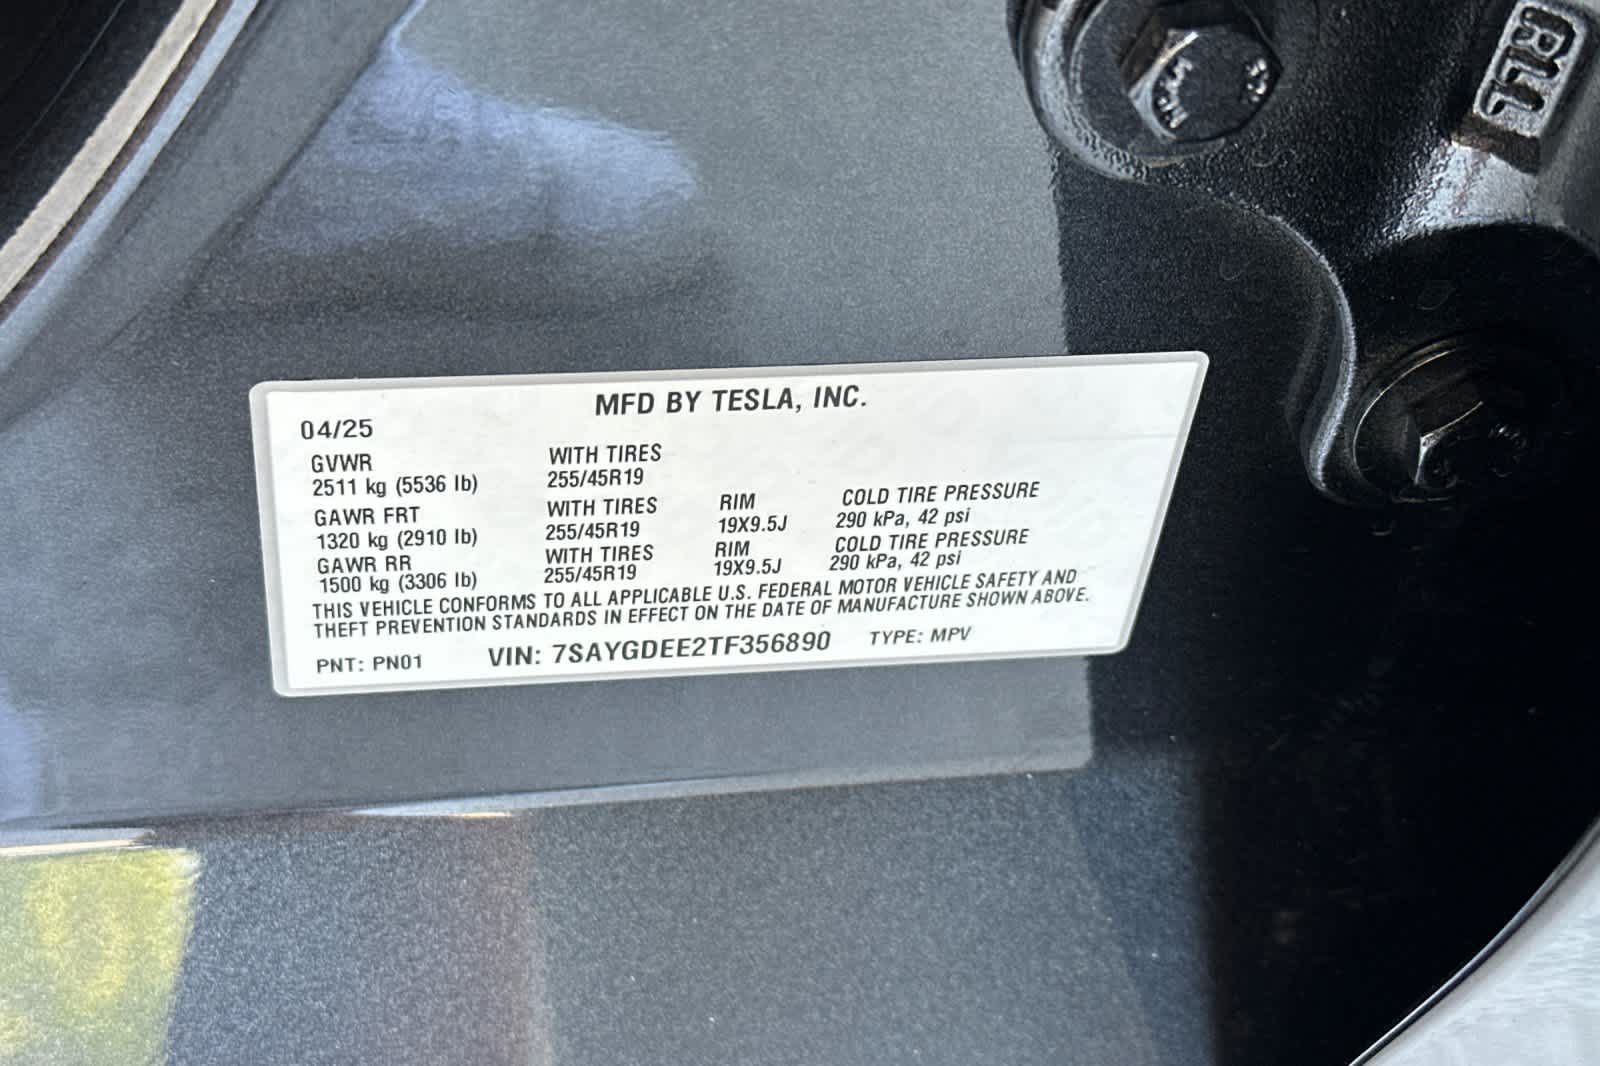 R11
MFD BY TESLA, INC.
04/25
GVWR WITH TIRES
2511 kg (5536 lb) 255/45R19
GAWR FRT WITH TIRES RIM COLD TIRE PRESSURE
1320 kg (2910 lb) 255/45R19 19X9.5J 290 kPa, 42 psi
GAWR RR WITH TIRES RIM COLD TIRE PRESSURE
1500 kg (3306 lb) 255/45R19 19X9.5J 290 kPa, 42 psi
THIS VEHICLE CONFORMS TO ALL APPLICABLE U.S. FEDERAL MOTOR VEHICLE SAFETY AND
THEFT PREVENTION STANDARDS IN EFFECT ON THE DATE OF MANUFACTURE SHOWN ABOVE.
PNT: PN01 VIN: 7SAYGDEE2TF356890 TYPE: MPV